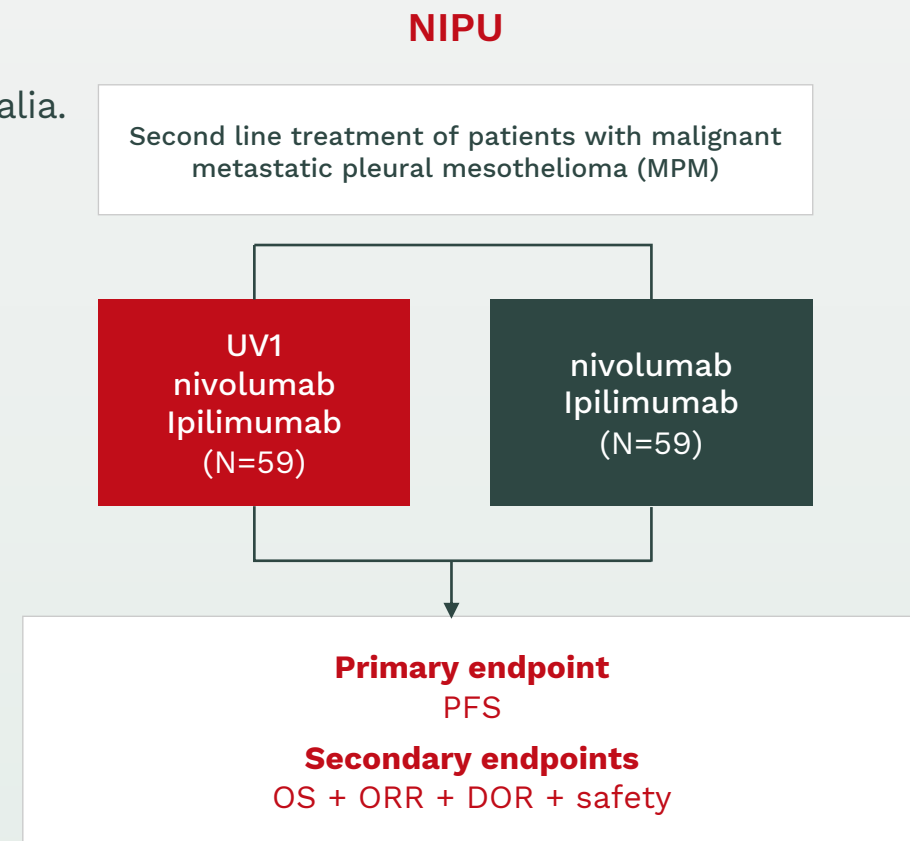 NIPU
alia.
Second line treatment of patients with malignant
metastatic pleural mesothelioma (MPM)
UV1
nivolumab
Ipilimumab
(N=59)
nivolumab
Ipilimumab
(N=59)
Primary endpoint
PFS
Secondary endpoints
OS + ORR + DOR + safety